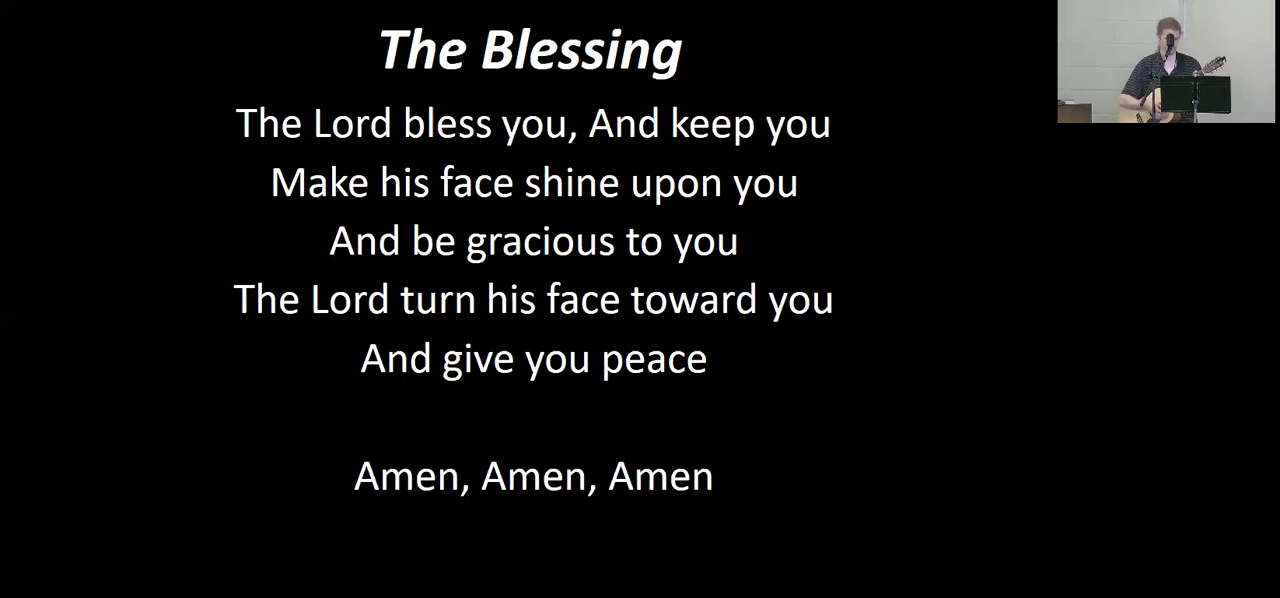 The Blessing
The Lord bless you, And keep you
Make his face shine upon you
And be gracious to you
The Lord turn his face toward you
And give you peace
Amen, Amen, Amen